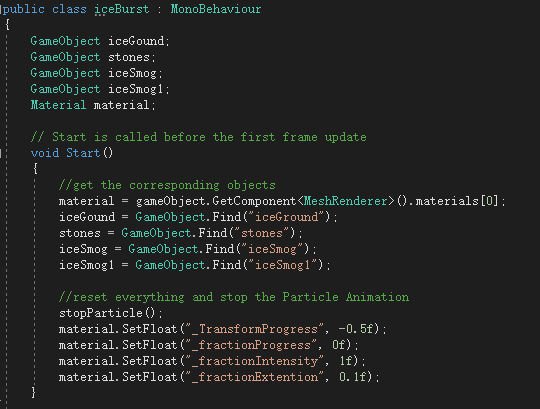 public class iceBurst : MonoBehaviour
{
GameObject iceGound;
GameObject stones;
GameObject iceSmog;
GameObject iceSmog1;
Material material;
// Start is called before the first frame update
void Start()
{
//get the corresponding objects
material = gameObject.GetComponent<MeshRenderer>().materials[0];
iceGound = GameObject.Find("iceGround");
stones = GameObject.Find("stones");
iceSmog = GameObject.Find("iceSmog");
iceSmog1 = GameObject.Find("iceSmog1");
//reset everything and stop the Particle Animation
stopParticle();
material.SetFloat("_TransformProgress", -0.5f);
material.SetFloat("_fractionProgress", 0f);
material.SetFloat("_fractionIntensity", 1f);
material.SetFloat("_fractionExtention", 0.1f);
}